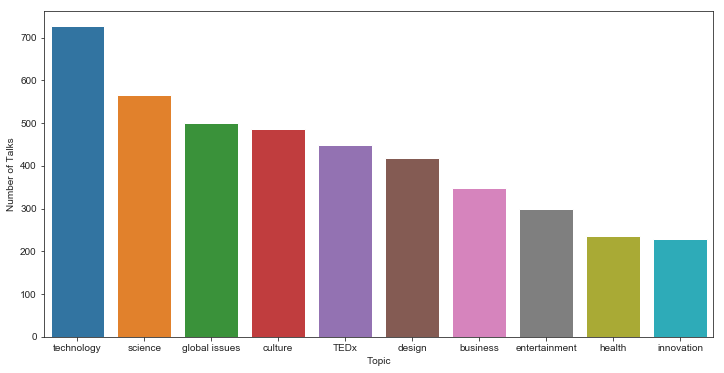 700
600
500
400
300
200
100
0
Number of Talks
technology science global issues culture TEDx design business entertainment health innovation
Topic